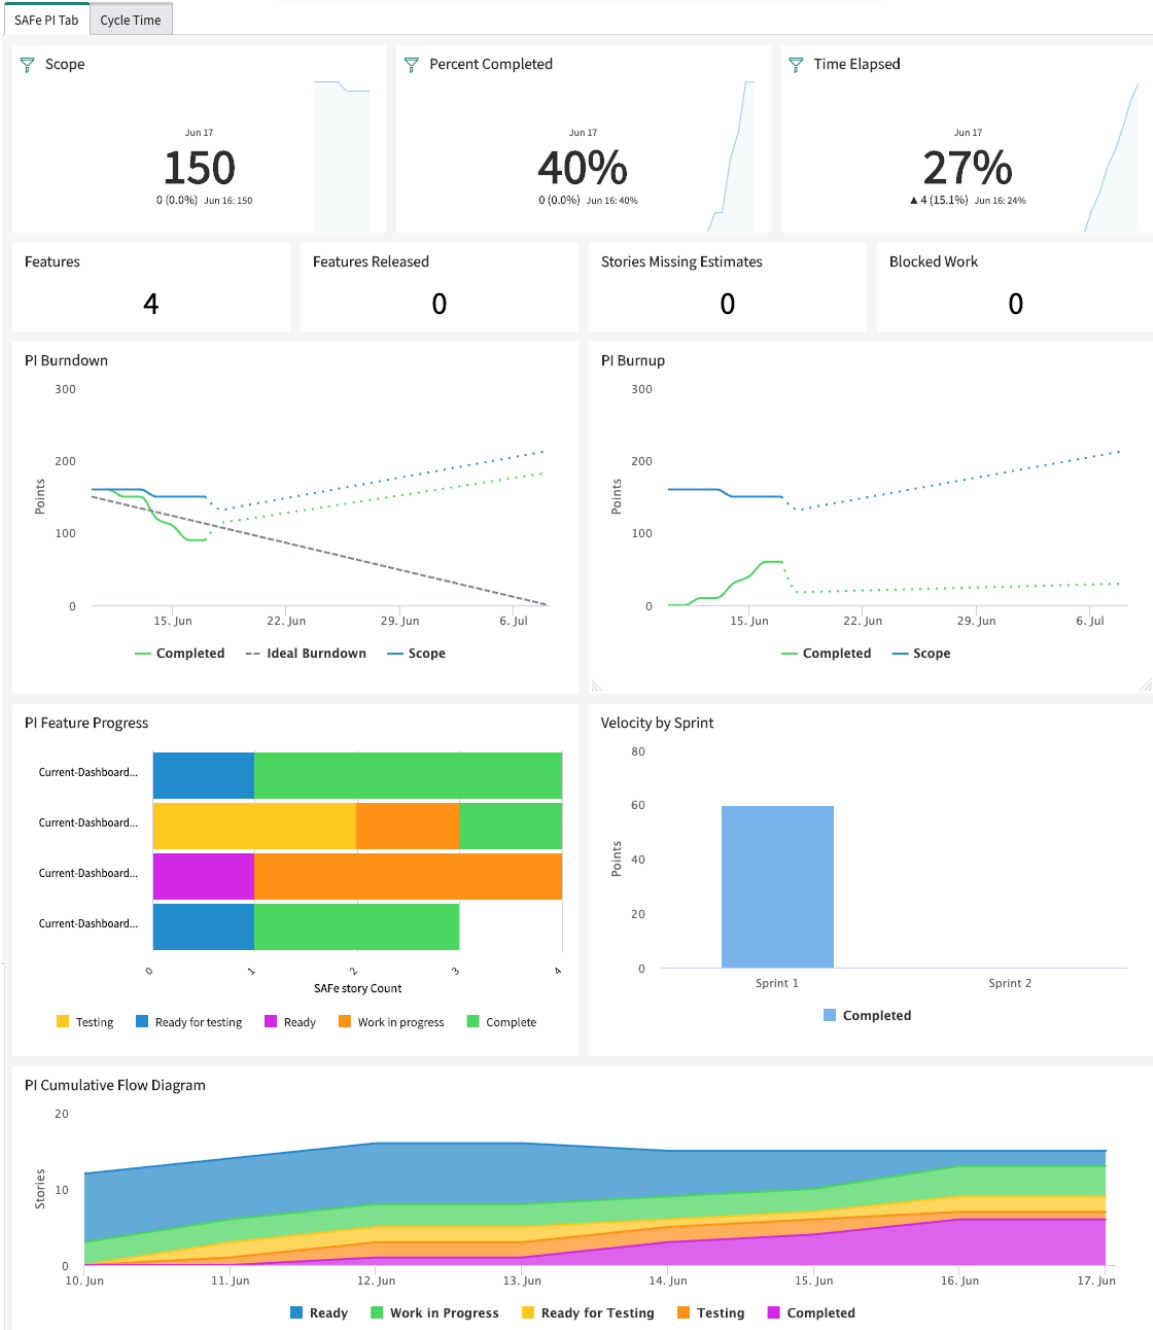 SAFe PI Tab Cycle Time
Scope
Jun 17
150
0 (0.0%) Jun 16: 150
Percent Completed
Jun 17
40%
0 (0.0%) Jun 16: 40%
Time Elapsed
Jun 17
27%
▲ 4 (15.1%) Jun 16: 24%
Features
4
Features Released
0
Stories Missing Estimates
0
Blocked Work
0
PI Burndown
300
200
100
0
Points
15. Jun 22. Jun 29. Jun 6. Jul
Completed Ideal Burndown Scope
PI Burnup
300
200
100
0
Points
15. Jun 22. Jun 29. Jun 6. Jul
Completed Scope
PI Feature Progress
Current-Dashboard...
Current-Dashboard...
Current-Dashboard...
Current-Dashboard...
0 1 2 3 4
SAFe story Count
Testing Ready for testing Ready Work in progress Complete
Velocity by Sprint
80
60
40
20
0
Points
Sprint 1 Sprint 2
Completed
PI Cumulative Flow Diagram
20
10
0
Stories
10. Jun 11. Jun 12. Jun 13. Jun 14. Jun 15. Jun 16. Jun 17. Jun
Ready Work in Progress Ready for Testing Testing Completed